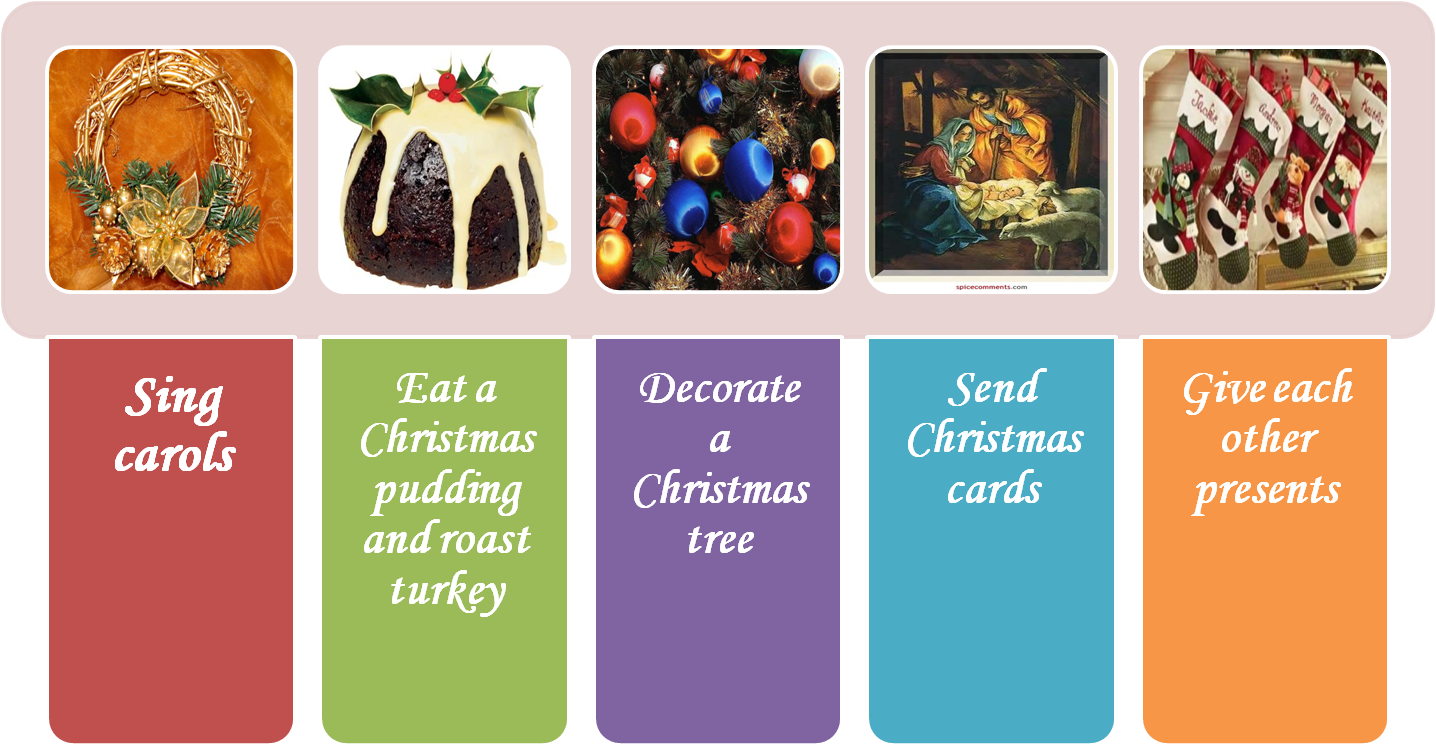 spicecomments.com
Sing
carols
Eat a
Christmas
pudding
and roast
turkey
Decorate
a
Christmas
tree
Send
Christmas
cards
Give each
other
presents